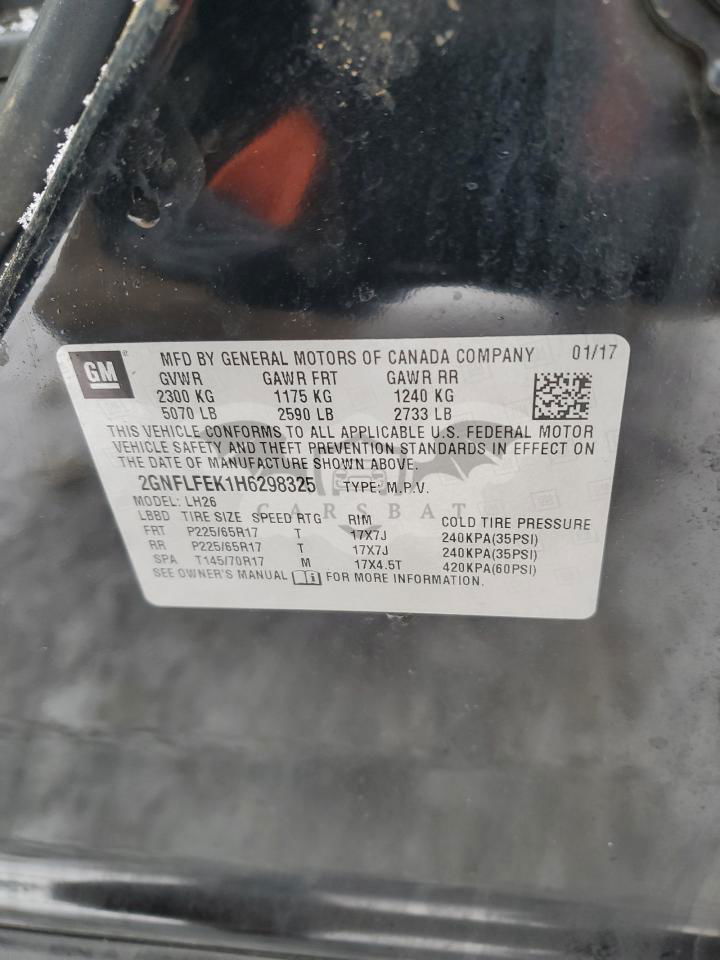 GM ® MFD BY GENERAL MOTORS OF CANADA COMPANY 01/17
GVWR GAWR FRT GAWR RR
2300 KG 1175 KG 1240 KG
5070 LB 2590 LB 2733 LB
THIS VEHICLE CONFORMS TO ALL APPLICABLE U.S. FEDERAL MOTOR
VEHICLE SAFETY AND THEFT PREVENTION STANDARDS IN EFFECT ON
THE DATE OF MANUFACTURE SHOWN ABOVE.
2GNFLFEK1H6298325 TYPE: M.P.V.
MODEL: LH26
CARSBAT
LBBD TIRE SIZE SPEED RTG RIM COLD TIRE PRESSURE
FRT P225/65R17 T 17X7J 240KPA(35PSI)
RR P225/65R17 T 17X7J 240KPA(35PSI)
SPA T145/70R17 M 17X4.5T 420KPA(60PSI)
SEE OWNER'S MANUAL FOR MORE INFORMATION.